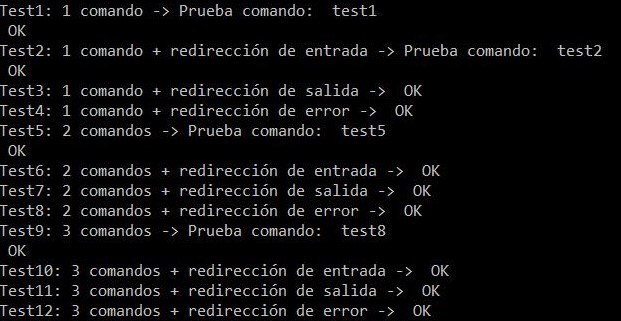 Test1: 1 comando -> Prueba comando:  test1
 OK
Test2: 1 comando + redirección de entrada -> Prueba comando:  test2
 OK
Test3: 1 comando + redirección de salida ->  OK
Test4: 1 comando + redirección de error ->  OK
Test5: 2 comandos -> Prueba comando:  test5
 OK
Test6: 2 comandos + redirección de entrada ->  OK
Test7: 2 comandos + redirección de salida ->  OK
Test8: 2 comandos + redirección de error ->  OK
Test9: 3 comandos -> Prueba comando:  test8
 OK
Test10: 3 comandos + redirección de entrada ->  OK
Test11: 3 comandos + redirección de salida ->  OK
Test12: 3 comandos + redirección de error ->  OK